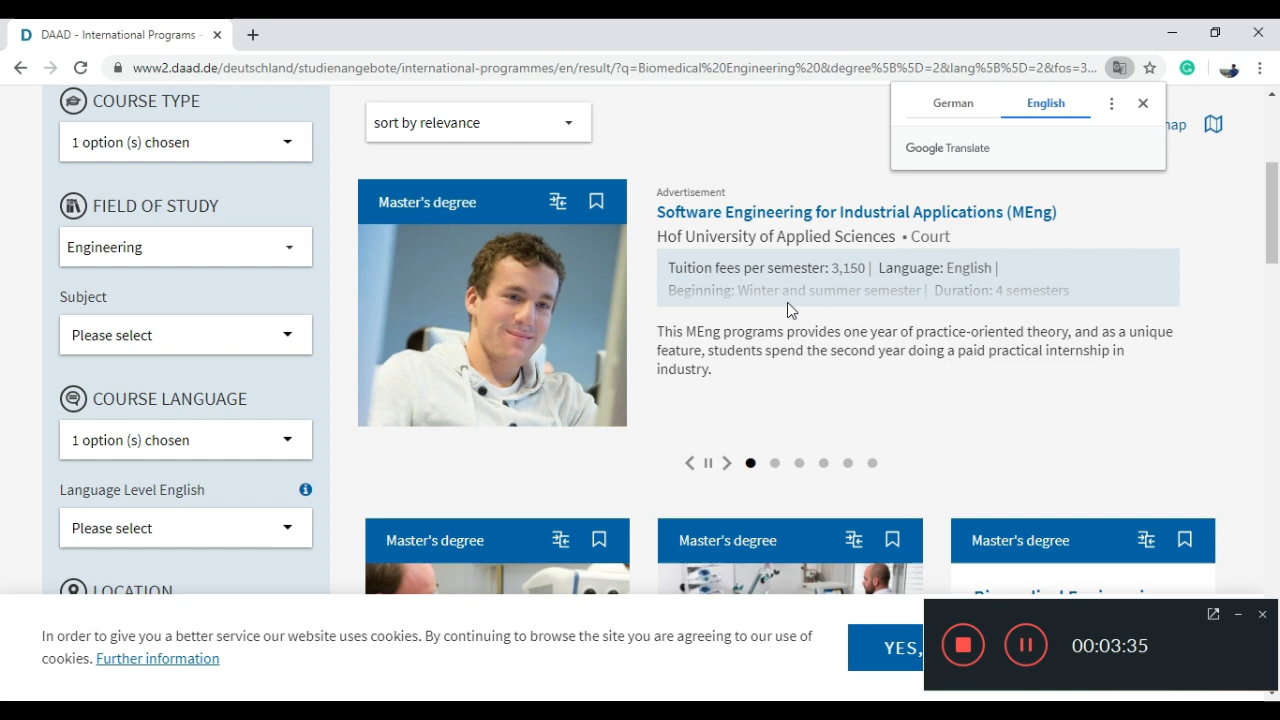 DAAD - International Programs -
www2.daad.de/deutschland/studienangebote/international-programmes/en/result/?q=Biomedical%20Engineering%20&degree%5B%5D=2&lang%5B%5D=2&fos=3...
German English
Google Translate
map
COURSE TYPE
1 option (s) chosen
FIELD OF STUDY
Engineering
Subject
Please select
COURSE LANGUAGE
1 option (s) chosen
Language Level English
Please select
LOCATION
sort by relevance
Master's degree
Advertisement
Software Engineering for Industrial Applications (MEng)
Hof University of Applied Sciences • Court
Tuition fees per semester: 3,150 | Language: English |
Beginning: Winter and summer semester | Duration: 4 semesters
This MEng programs provides one year of practice-oriented theory, and as a unique
feature, students spend the second year doing a paid practical internship in
industry.
Master's degree
Master's degree
Master's degree
In order to give you a better service our website uses cookies. By continuing to browse the site you are agreeing to our use of
cookies. Further information
YES,
00:03:35